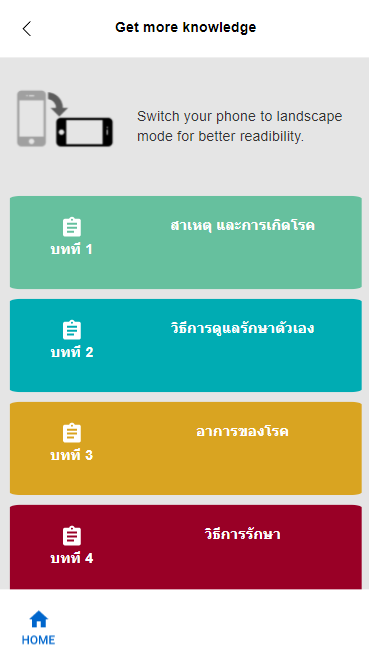 Get more knowledge
Switch your phone to landscape
mode for better readibility.
สาเหตุ และการเกิดโรค
บทที่ 1
วิธีการดูแลรักษาตัวเอง
บทที่ 2
อาการของโรค
บทที่ 3
วิธีการรักษา
บทที่ 4
HOME